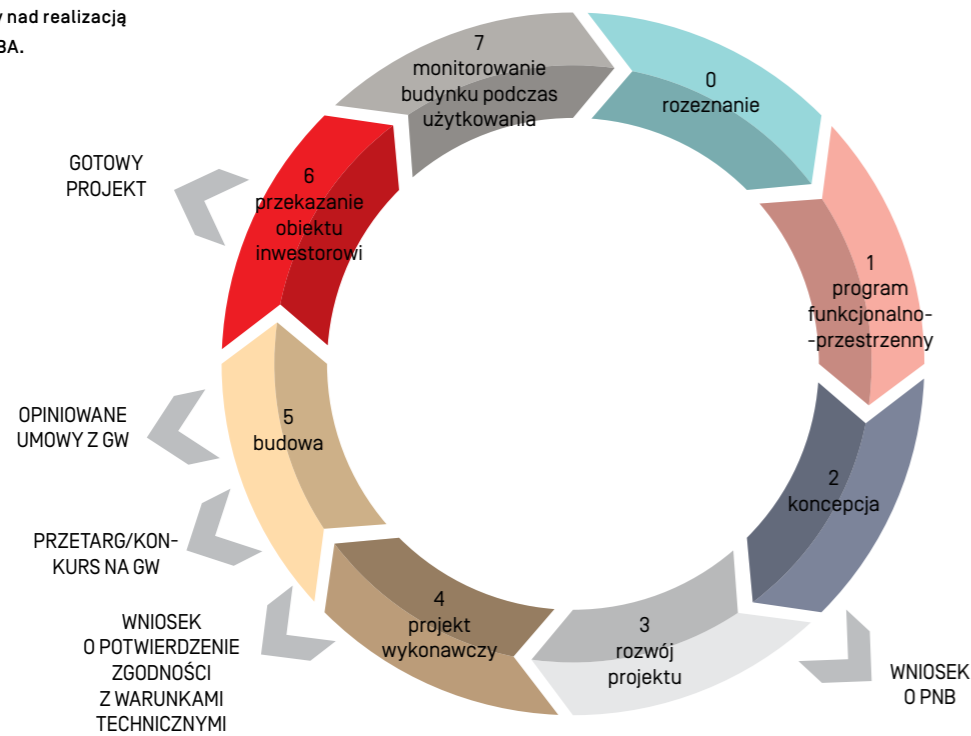 nad realizacją
BA.
7
monitorowanie
budynku podczas
użytkowania
0
rozeznanie
1
program
funkcjonalno-
-przestrzenny
2
koncepcja
WNIOSEK
O PNB
3
rozwój
projektu
4
projekt
wykonawczy
WNIOSEK
O POTWIERDZENIE
ZGODNOŚCI
Z WARUNKAMI
TECHNICZNYMI
5
budowa
PRZETARG/KON-
KURS NA GW
OPINIOWANE
UMOWY Z GW
6
przekazanie
obiektu
inwestorowi
GOTOWY
PROJEKT